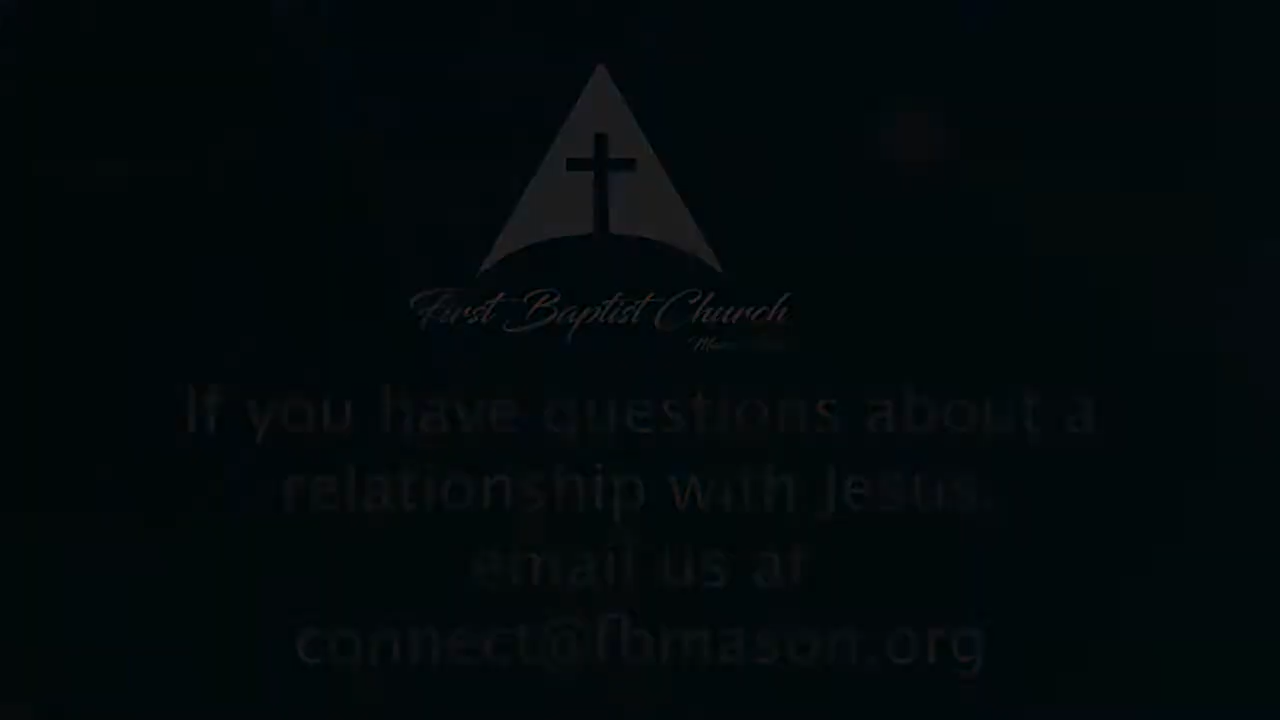 First Baptist Church
If you have questions about a
relationship with Jesus,
email us at
connect@fbmason.org